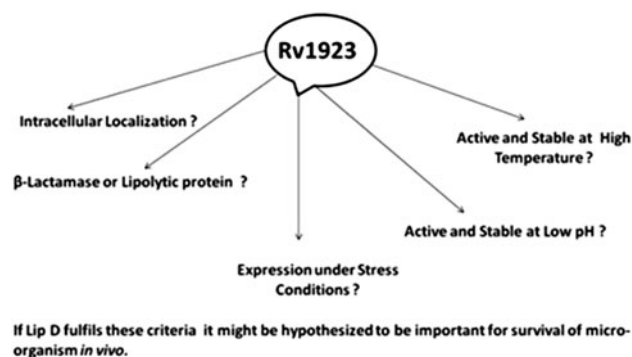 Rv1923
Intracellular Localization ?
Active and Stable at High
Temperature ?
β-Lactamase or Lipolytic protein ?
Active and Stable at Low pH ?
Expression under Stress
Conditions ?
If Lip D fulfils these criteria it might be hypothesized to be important for survival of micro-
organism in vivo.